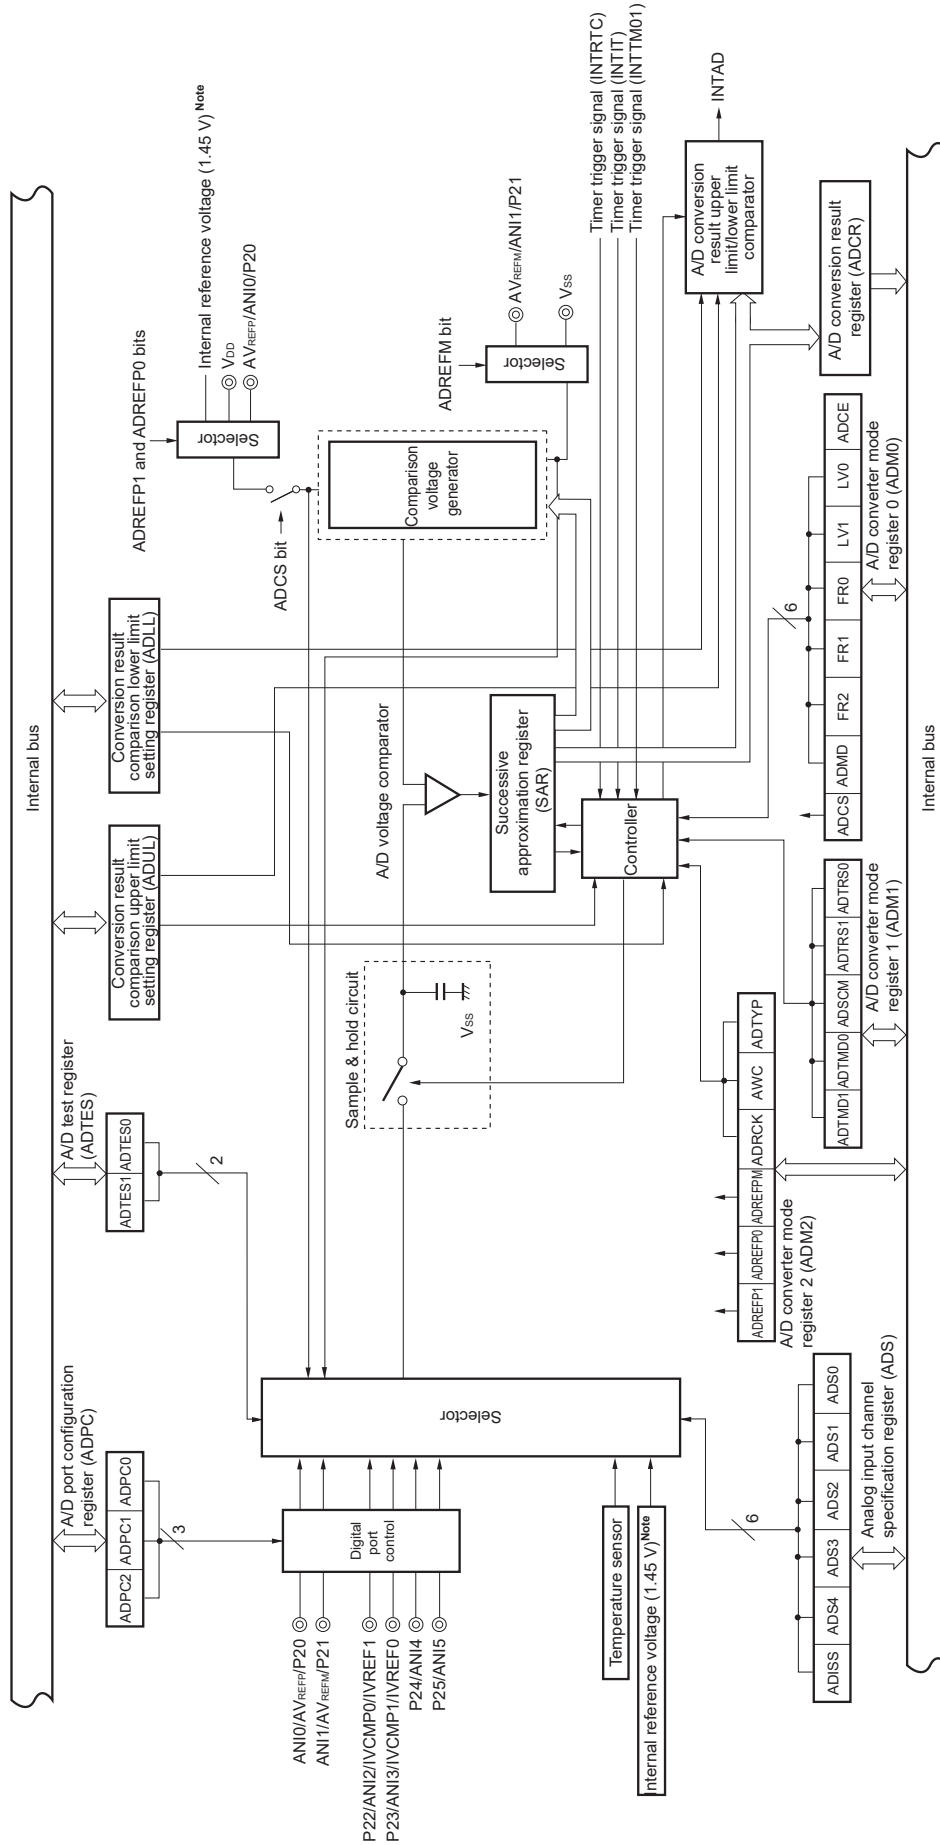 Internal bus
A/D port configuration
register (ADPC)
ADPC2 ADPC1 ADPC0
3
A/D test register
(ADTES)
ADTES1 ADTES0
2
Conversion result
comparison upper limit
setting register (ADUL)
Conversion result
comparison lower limit
setting register (ADLL)
ADREFP1 and ADREFP0 bits
Internal reference voltage (1.45 V) Note
VDD
AVREFP/ANI0/P20
Selector
ADCS bit
Comparison
voltage
generator
ADREFM bit
Selector
AVREFM/ANI1/P21
VSS
ANI0/AVREFP/P20
ANI1/AVREFM/P21
P22/ANI2/IVCMP0/IVREF1
P23/ANI3/IVCMP1/IVREF0
P24/ANI4
P25/ANI5
Digital
port
control
Selector
Sample & hold circuit
VSS
A/D voltage comparator
Successive
approximation register
(SAR)
Controller
Timer trigger signal (INTRTC)
Timer trigger signal (INTIT)
Timer trigger signal (INTTM01)
A/D conversion
result upper
limit/lower limit
comparator
INTAD
Temperature sensor
Internal reference voltage (1.45 V) Note
6
ADISS ADS4 ADS3 ADS2 ADS1 ADS0
Analog input channel
specification register (ADS)
ADREFP1 ADREFP0 ADREFPM ADRCK AWC ADTYP
A/D converter mode
register 2 (ADM2)
ADTMD1 ADTMD0 ADSCM ADTRS1 ADTRS0
A/D converter mode
register 1 (ADM1)
6
ADCS ADMD FR2 FR1 FR0 LV1 LV0 ADCE
A/D converter mode
register 0 (ADM0)
A/D conversion result
register (ADCR)
Internal bus